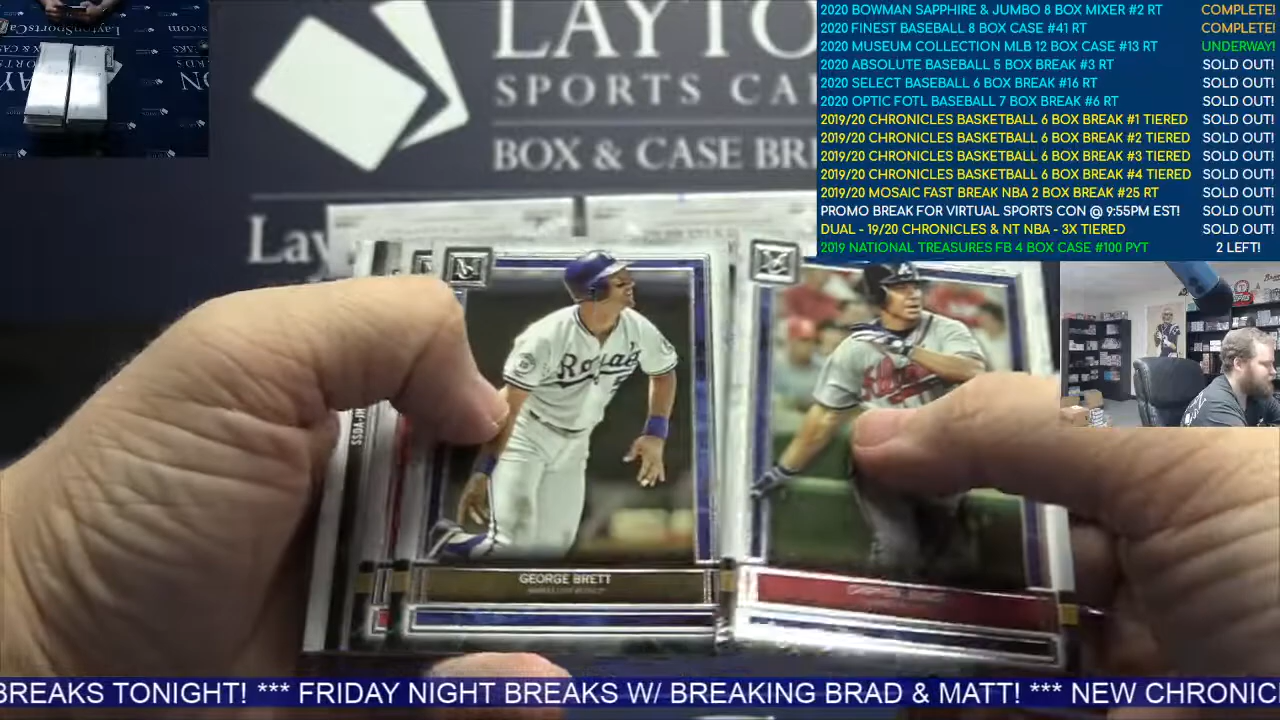 2020 BOWMAN SAPPHIRE & JUMBO 8 BOX MIXER #2 RT COMPLETE!
2020 FINEST BASEBALL 8 BOX CASE #41 RT COMPLETE!
2020 MUSEUM COLLECTION MLB 12 BOX CASE #13 RT UNDERWAY!
2020 ABSOLUTE BASEBALL 5 BOX BREAK #3 RT SOLD OUT!
2020 SELECT BASEBALL 6 BOX BREAK #16 RT SOLD OUT!
2020 OPTIC FOTL BASEBALL 7 BOX BREAK #6 RT SOLD OUT!
2019/20 CHRONICLES BASKETBALL 6 BOX BREAK #1 TIERED SOLD OUT!
2019/20 CHRONICLES BASKETBALL 6 BOX BREAK #2 TIERED SOLD OUT!
2019/20 CHRONICLES BASKETBALL 6 BOX BREAK #3 TIERED SOLD OUT!
2019/20 CHRONICLES BASKETBALL 6 BOX BREAK #4 TIERED SOLD OUT!
2019/20 MOSAIC FAST BREAK NBA 2 BOX BREAK #25 RT SOLD OUT!
PROMO BREAK FOR VIRTUAL SPORTS CON @ 9:55PM EST! SOLD OUT!
DUAL - 19/20 CHRONICLES & NT NBA - 3X TIERED SOLD OUT!
2019 NATIONAL TREASURES FB 4 BOX CASE #100 PYT 2 LEFT!
LAYTO
SPORTS CA
BOX & CASE BRE
Lay
Royals
GEORGE BRETT
BREAKS TONIGHT! *** FRIDAY NIGHT BREAKS W/ BREAKING BRAD & MATT! *** NEW CHRONIC